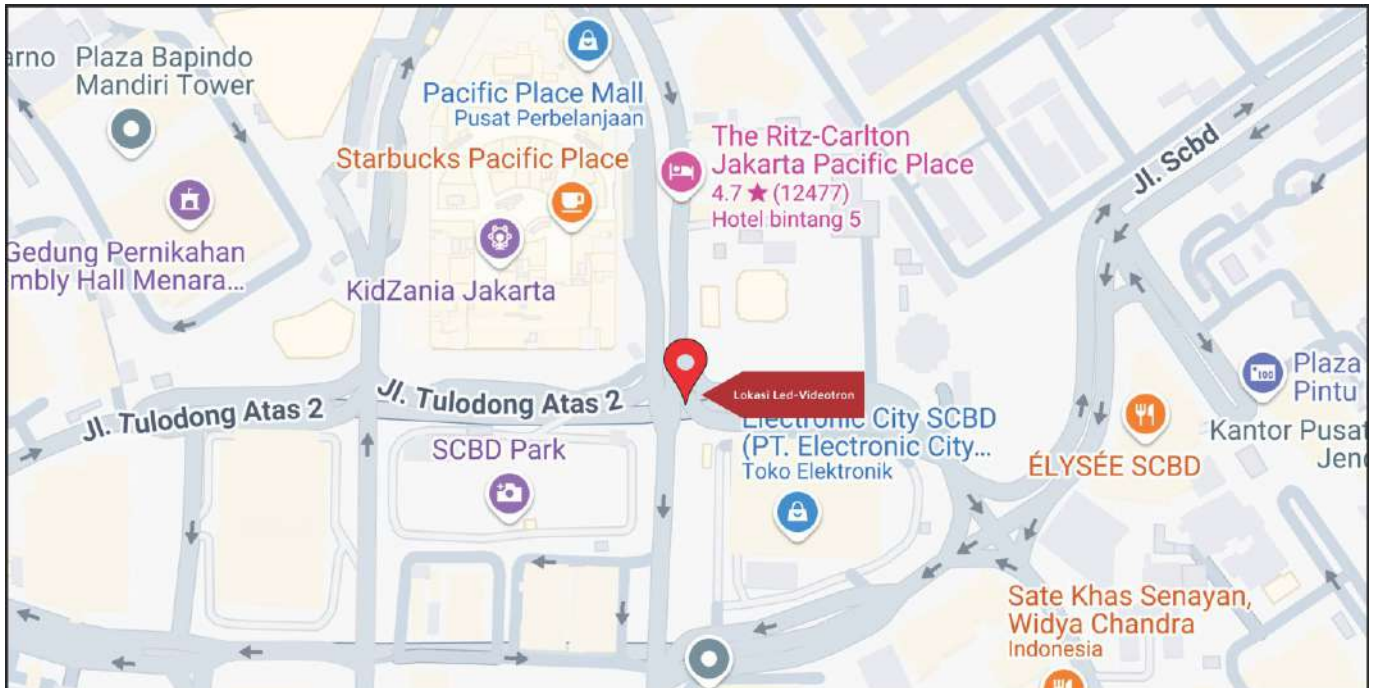 arno
Plaza Bapindo
Mandiri Tower
Pacific Place Mall
Pusat Perbelanjaan
Starbucks Pacific Place
The Ritz-Carlton
Jakarta Pacific Place
4.7 ★ (12477)
Hotel bintang 5
Jl. Scbd
Gedung Pernikahan
mbly Hall Menara...
KidZania Jakarta
Jl. Tulodong Atas 2
Jl. Tulodong Atas 2
Lokasi Led-Videotron
Electronic City SCBD
(PT. Electronic City...
Toko Elektronik
SCBD Park
100
Plaza
Pintu
Kantor Pusat
Jend
ÉLYSÉE SCBD
Sate Khas Senayan,
Widya Chandra
Indonesia